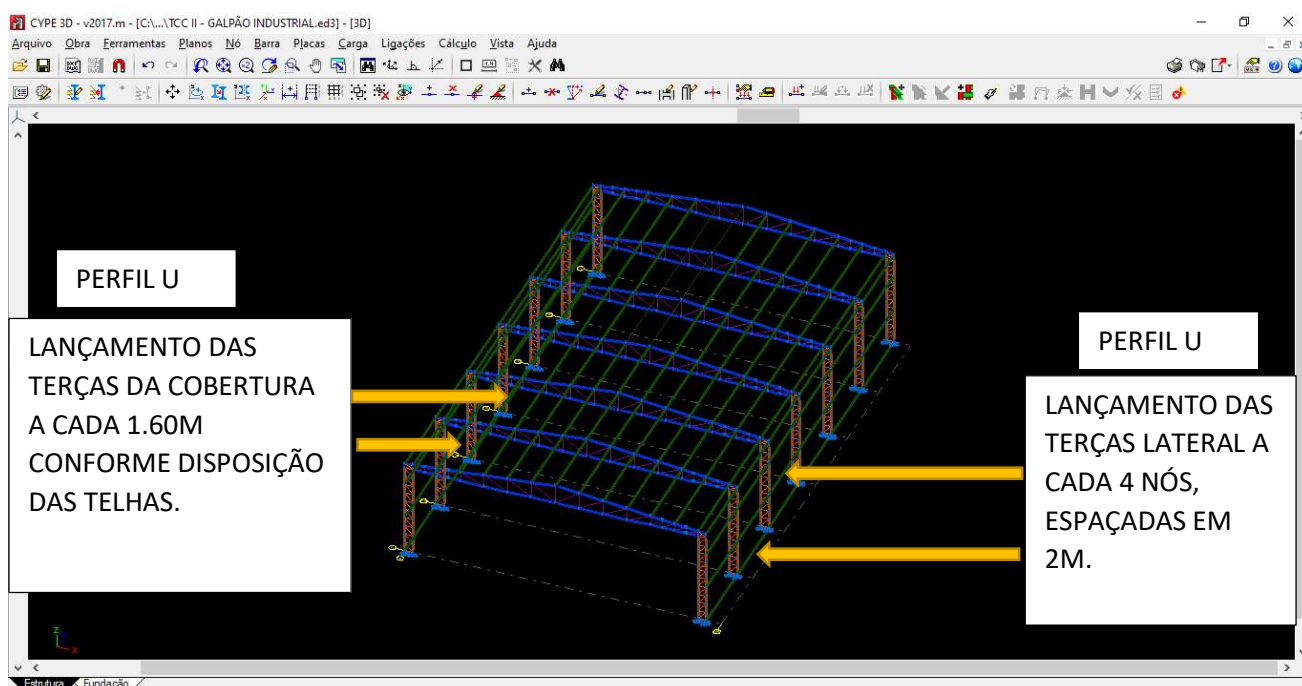 CYPE 3D - v2017.m - [C:\...\TCC II - GALPÃO INDUSTRIAL.ed3] - [3D]
Arquivo Obra Ferramentas Planos Nó Barra Placas Carga Ligações Cálculo Vista Ajuda
PERFIL U
LANÇAMENTO DAS
TERÇAS DA COBERTURA
A CADA 1.60M
CONFORME DISPOSIÇÃO
DAS TELHAS.
PERFIL U
LANÇAMENTO DAS
TERÇAS LATERAL A
CADA 4 NÓS,
ESPAÇADAS EM
2M.
z
x
Estrutura Fundação